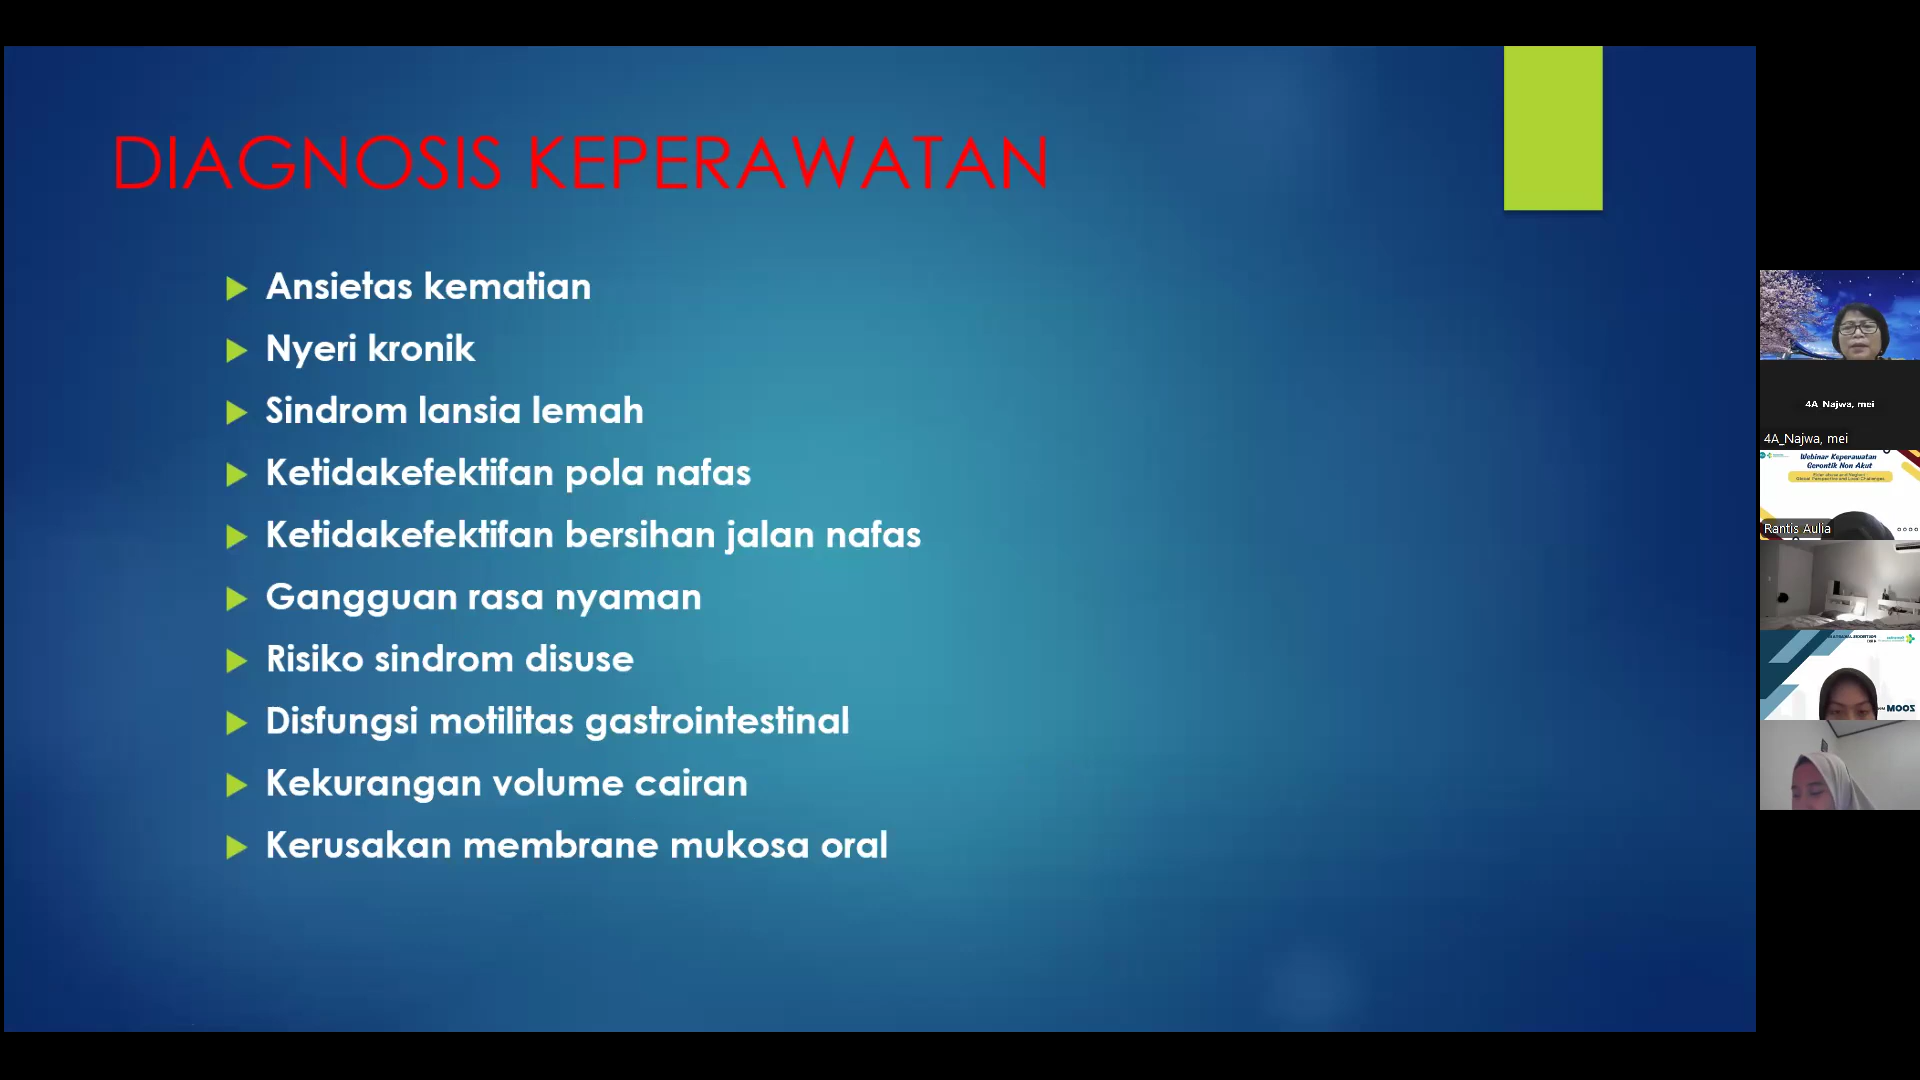 DIAGNOSIS KEPERAWATAN
Ansietas kematian
Nyeri kronik
Sindrom lansia lemah
Ketidakefektifan pola nafas
Ketidakefektifan bersihan jalan nafas
Gangguan rasa nyaman
Risiko sindrom disuse
Disfungsi motilitas gastrointestinal
Kekurangan volume cairan
Kerusakan membrane mukosa oral
4A_Najwa, mei
4A_Najwa, mei
Webinar Keperawatan
Gerontik Non Akut
Rantis Aulia
ZOOM